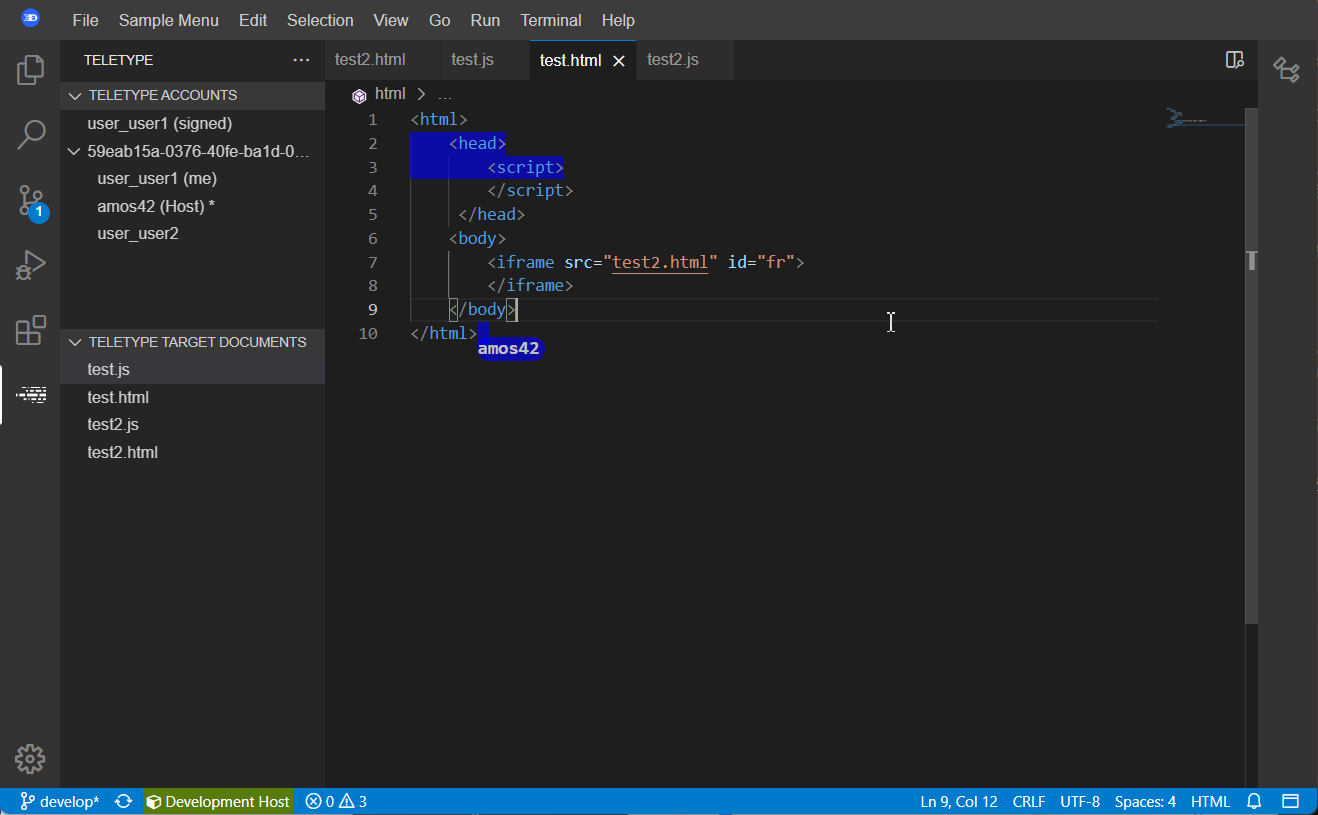 File Sample Menu Edit Selection View Go Run Terminal Help
TELETYPE ...
TELETYPE ACCOUNTS
user_user1 (signed)
59eab15a-0376-40fe-ba1d-0...
user_user1 (me)
amos42 (Host) *
user_user2
1
TELETYPE TARGET DOCUMENTS
test.js
test.html
test2.js
test2.html
test2.html test.js test.html test2.js
html > ...
1 <html>
2 <head>
3 <script>
4 </script>
5 </head>
6 <body>
7 <iframe src="test2.html" id="fr">
8 </iframe>
9 </body>
10 </html>
amos42
develop* Development Host 0 3 Ln 9, Col 12 CRLF UTF-8 Spaces: 4 HTML